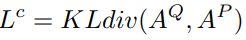 L^c = KLdiv(A^Q, A^P)